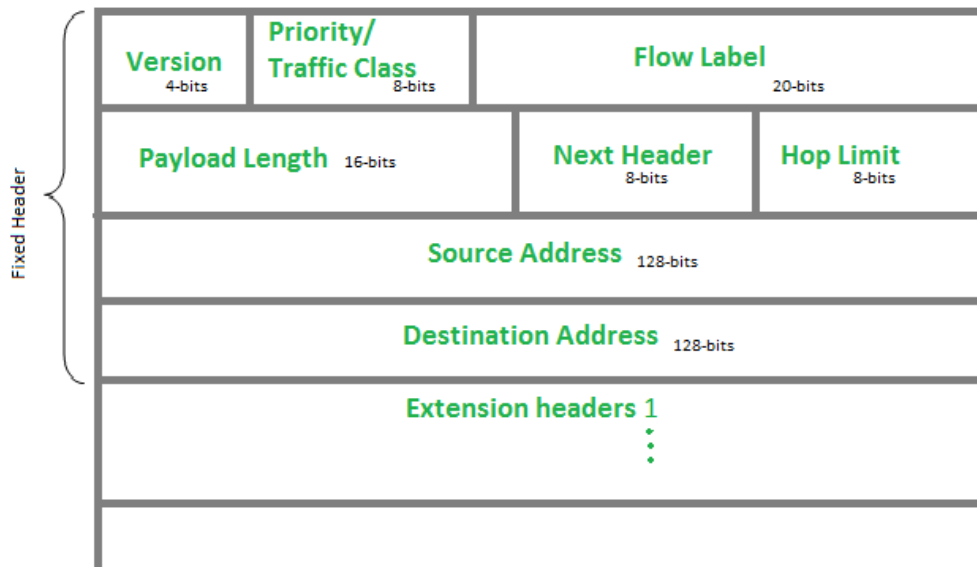 Fixed Header
Priority/
Version Traffic Class Flow Label
4-bits 8-bits 20-bits
Payload Length 16-bits Next Header Hop Limit
8-bits 8-bits
Source Address 128-bits
Destination Address 128-bits
Extension headers 1